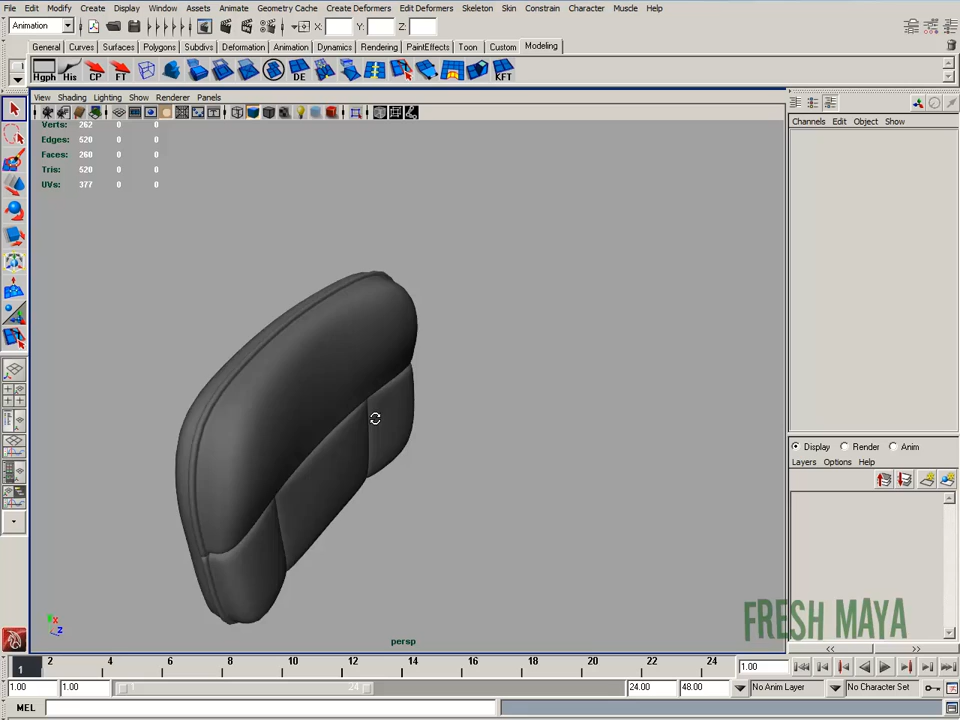 File Edit Modify Create Display Window Assets Animate Geometry Cache Create Deformers Edit Deformers Skeleton Skin Constrain Character Muscle Help
Animation X: Y: Z:
General Curves Surfaces Polygons Subdivs Deformation Animation Dynamics Rendering PaintEffects Toon Custom Modeling
Hgph His CP FT DE KFT
View Shading Lighting Show Renderer Panels
Channels Edit Object Show
Verts: 262 0 0
Edges: 520 0 0
Faces: 260 0 0
Tris: 520 0 0
UVs: 377 0 0
Display Render Anim
Layers Options Help
FRESH MAYA
persp
1 2 4 6 8 10 12 14 16 18 20 22 24 1.00
1.00 1.00 24 24.00 48.00 No Anim Layer No Character Set
MEL